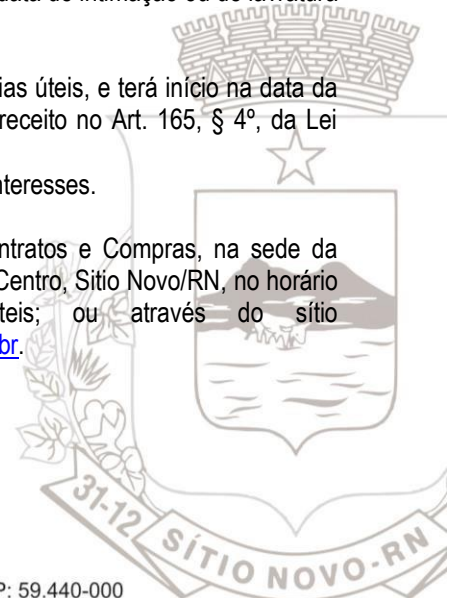 data de intimação ou de lavratura
ias úteis, e terá início na data da
receito no Art. 165, § 4º, da Lei
nteresses.
ntratos e Compras, na sede da
Centro, Sitio Novo/RN, no horário
teis; ou através do sítio
br.
31-12 SÍTIO NOVO-RN
P: 59.440-000